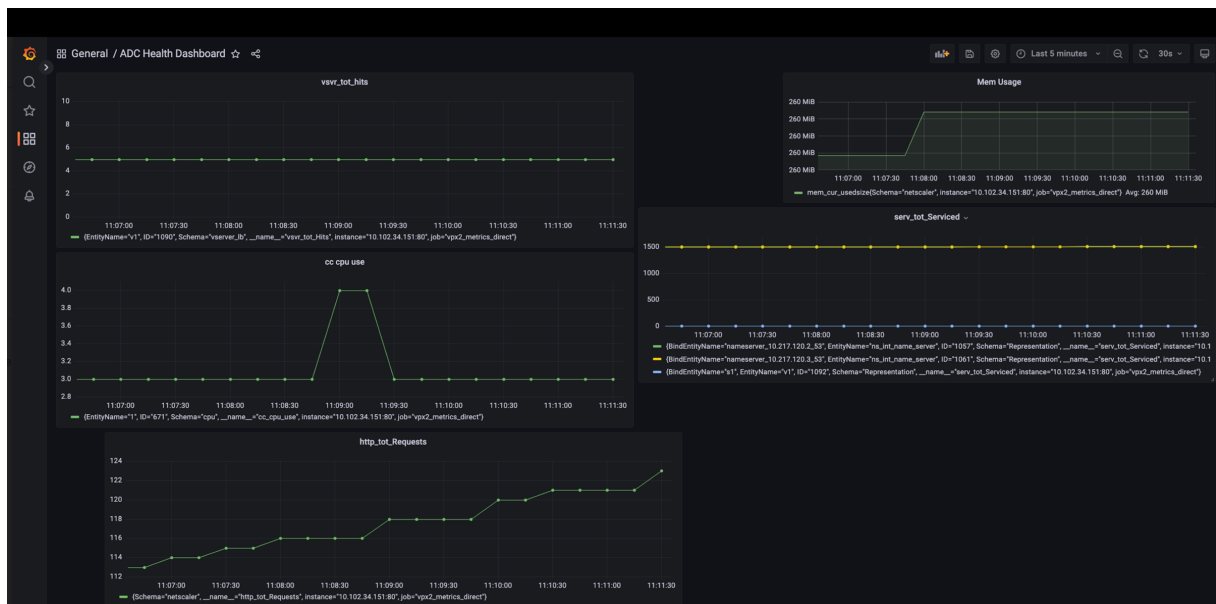 General / ADC Health Dashboard
Last 5 minutes
30s
vsvr_tot_hits
10
8
6
4
2
0
11:07:00 11:07:30 11:08:00 11:08:30 11:09:00 11:09:30 11:10:00 11:10:30 11:11:00 11:11:30
{EntityName="v1", ID="1090", Schema="vserver_lb", __name__="vsvr_tot_Hits", instance="10.102.34.151:80", job="vpx2_metrics_direct"}
Mem Usage
260 MiB
260 MiB
260 MiB
260 MiB
260 MiB
11:07:00 11:07:30 11:08:00 11:08:30 11:09:00 11:09:30 11:10:00 11:10:30 11:11:00 11:11:30
mem_cur_usedsize{Schema="netscaler", instance="10.102.34.151:80", job="vpx2_metrics_direct"} Avg: 260 MiB
serv_tot_Serviced
1500
1000
500
0
11:07:00 11:07:30 11:08:00 11:08:30 11:09:00 11:09:30 11:10:00 11:10:30 11:11:00 11:11:30
{BindEntityName="nameserver_10.217.120.2_53", EntityName="ns_int_name_server", ID="1057", Schema="Representation", __name__="serv_tot_Serviced", instance="10.1
{BindEntityName="nameserver_10.217.120.3_53", EntityName="ns_int_name_server", ID="1061", Schema="Representation", __name__="serv_tot_Serviced", instance="10.1
{BindEntityName="s1", EntityName="v1", ID="1092", Schema="Representation", __name__="serv_tot_Serviced", instance="10.102.34.151:80", job="vpx2_metrics_direct"}
cc cpu use
4.0
3.8
3.6
3.4
3.2
3.0
2.8
11:07:00 11:07:30 11:08:00 11:08:30 11:09:00 11:09:30 11:10:00 11:10:30 11:11:00 11:11:30
{EntityName="1", ID="671", Schema="cpu", __name__="cc_cpu_use", instance="10.102.34.151:80", job="vpx2_metrics_direct"}
http_tot_Requests
124
122
120
118
116
114
112
11:07:00 11:07:30 11:08:00 11:08:30 11:09:00 11:09:30 11:10:00 11:10:30 11:11:00 11:11:30
{Schema="netscaler", __name__="http_tot_Requests", instance="10.102.34.151:80", job="vpx2_metrics_direct"}